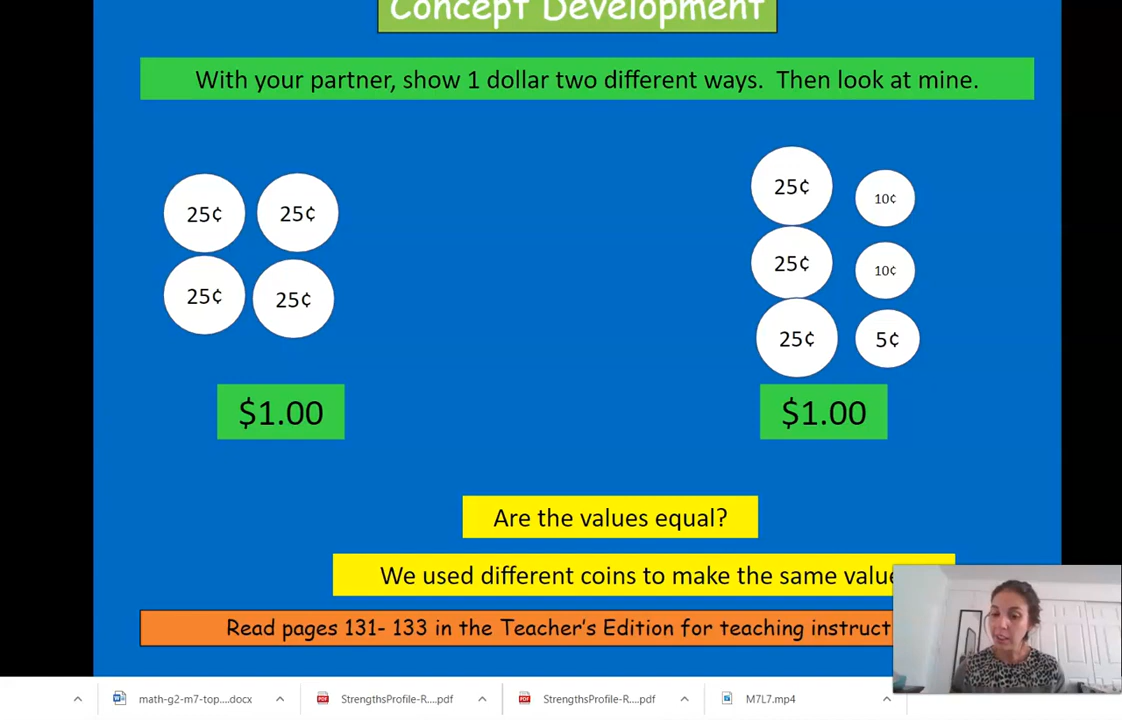 Concept Development
With your partner, show 1 dollar two different ways. Then look at mine.
25¢ 25¢
25¢ 25¢
$1.00
25¢ 10¢
25¢ 10¢
25¢ 5¢
$1.00
Are the values equal?
We used different coins to make the same value
Read pages 131- 133 in the Teacher's Edition for teaching instruct
math-g2-m7-top....docx
StrengthsProfile-R....pdf
StrengthsProfile-R....pdf
M7L7.mp4